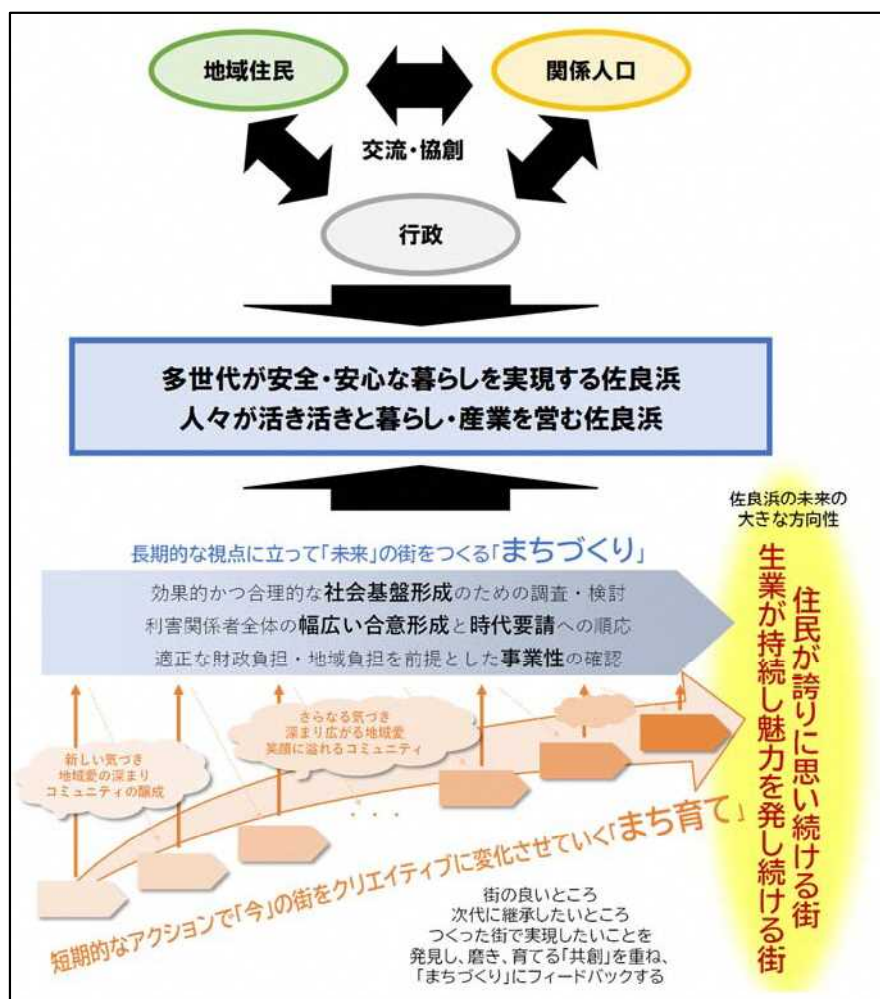 地域住民
関係人口
交流・協創
行政
多世代が安全・安心な暮らしを実現する佐良浜
人々が活き活きと暮らし・産業を営む佐良浜
佐良浜の未来の
大きな方向性
住民が誇りに思い続ける街
生業が持続し魅力を発し続ける街
長期的な視点に立って「未来」の街をつくる「まちづくり」
効果的かつ合理的な社会基盤形成のための調査・検討
利害関係者全体の幅広い合意形成と時代要請への順応
適正な財政負担・地域負担を前提とした事業性の確認
新しい気づき
地域愛の深まり
コミュニティの醸成
さらなる気づき
深まり広がる地域愛
笑顔に溢れるコミュニティ
・・・
短期的なアクションで「今」の街をクリエイティブに変化させていく「まち育て」
街の良いところ
次代に継承したいところ
つくった街で実現したいことを
発見し、磨き、育てる「共創」を重ね、
「まちづくり」にフィードバックする